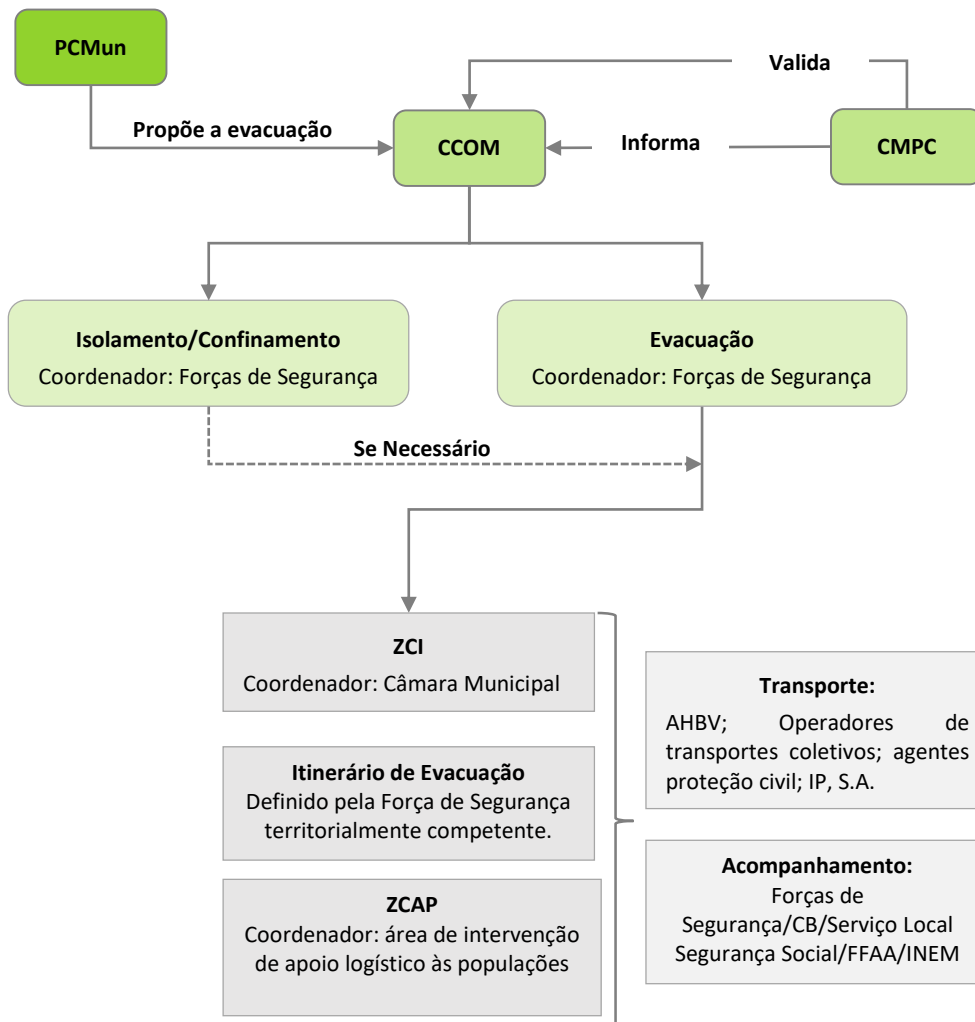 PCMun
Valida
Propõe a evacuação
CCOM
Informa
CMPC
Isolamento/Confinamento
Coordenador: Forças de Segurança
Evacuação
Coordenador: Forças de Segurança
Se Necessário
ZCI
Coordenador: Câmara Municipal
Itinerário de Evacuação
Definido pela Força de Segurança
territorialmente competente.
ZCAP
Coordenador: área de intervenção
de apoio logístico às populações
Transporte:
AHBV; Operadores de
transportes coletivos; agentes
proteção civil; IP, S.A.
Acompanhamento:
Forças de
Segurança/CB/Serviço Local
Segurança Social/FFAA/INEM